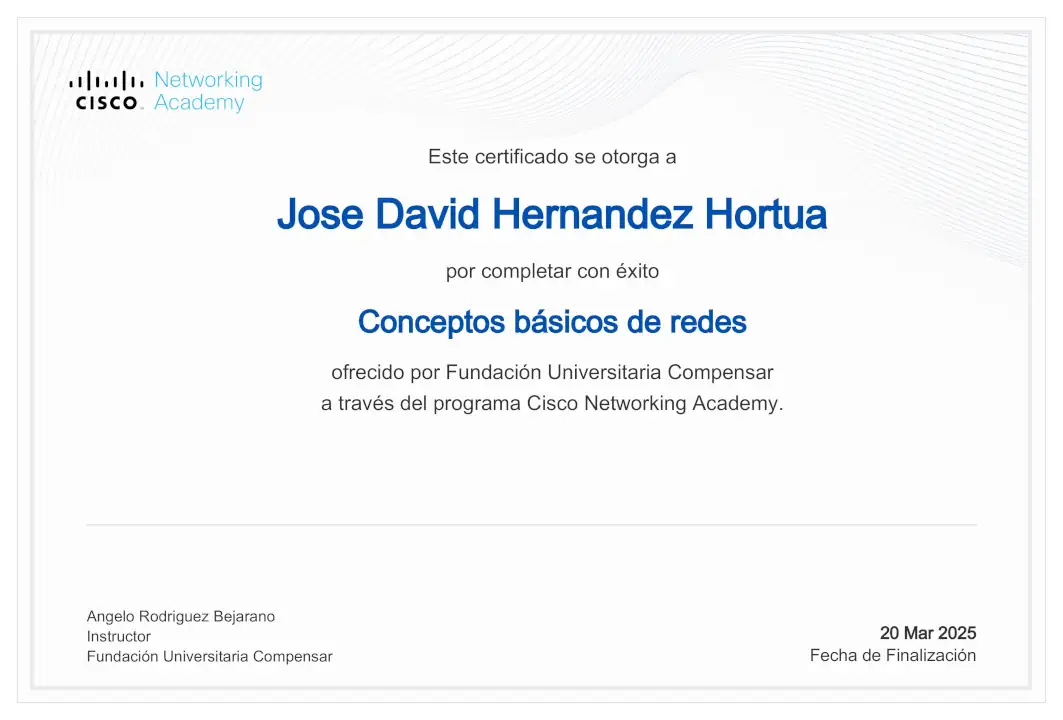 Networking
CISCO Academy
Este certificado se otorga a
Jose David Hernandez Hortua
por completar con éxito
Conceptos básicos de redes
ofrecido por Fundación Universitaria Compensar
a través del programa Cisco Networking Academy.
Angelo Rodriguez Bejarano
Instructor
Fundación Universitaria Compensar
20 Mar 2025
Fecha de Finalización